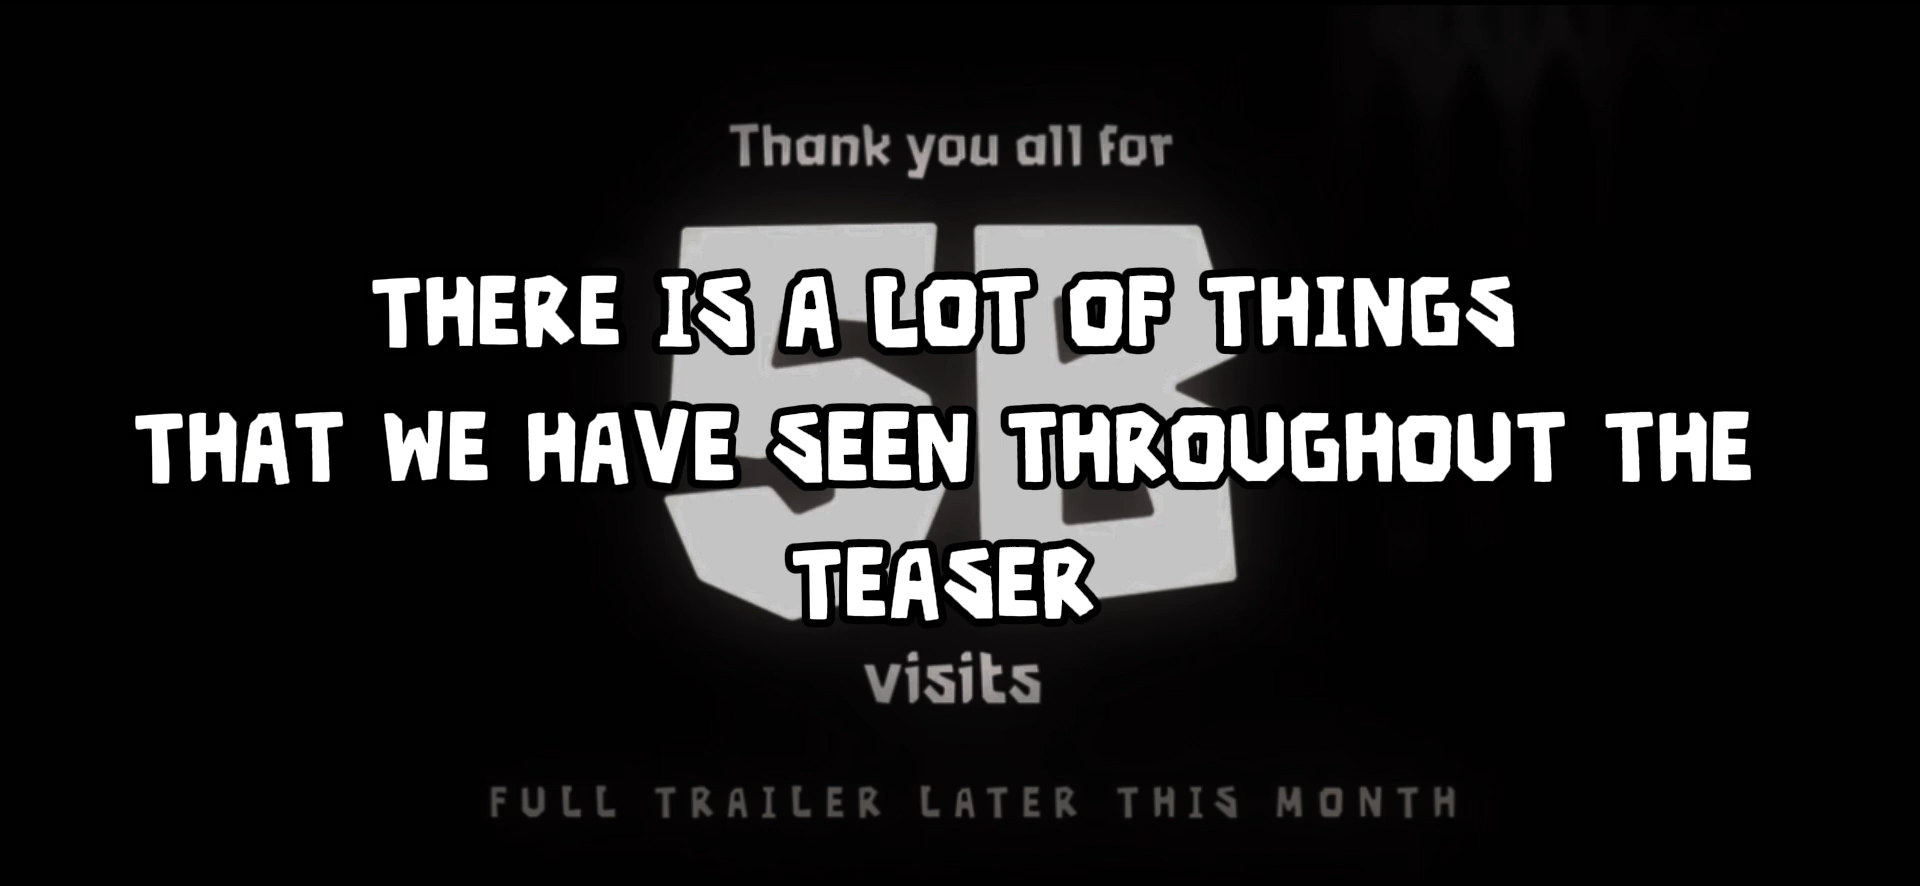 Thank you all for
5B
THERE IS A LOT OF THINGS
THAT WE HAVE SEEN THROUGHOUT THE
TEASER
visits
FULL TRAILER LATER THIS MONTH